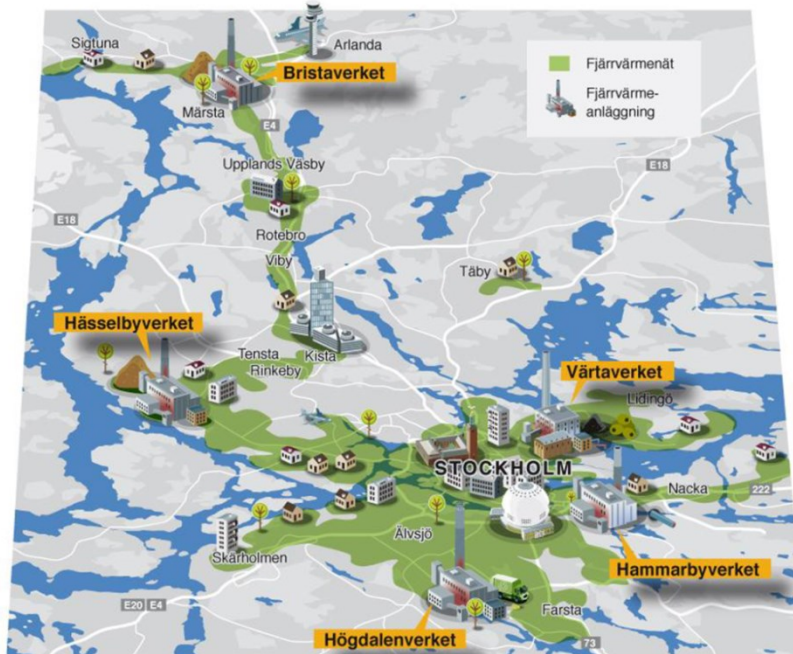 Sigtuna
Arlanda
Bristaverket
Fjärrvärmenät
Fjärrvärme-
anläggning
Märsta
E4
Upplands Väsby
E18
E18
Rotebro
Viby
Täby
Hässelbyverket
Tensta
Kista
Rinkeby
Värtaverket
Lidingö
STOCKHOLM
Nacka
222
Älvsjö
Skärholmen
Hammarbyverket
E20 E4
Farsta
Högdalenverket
73